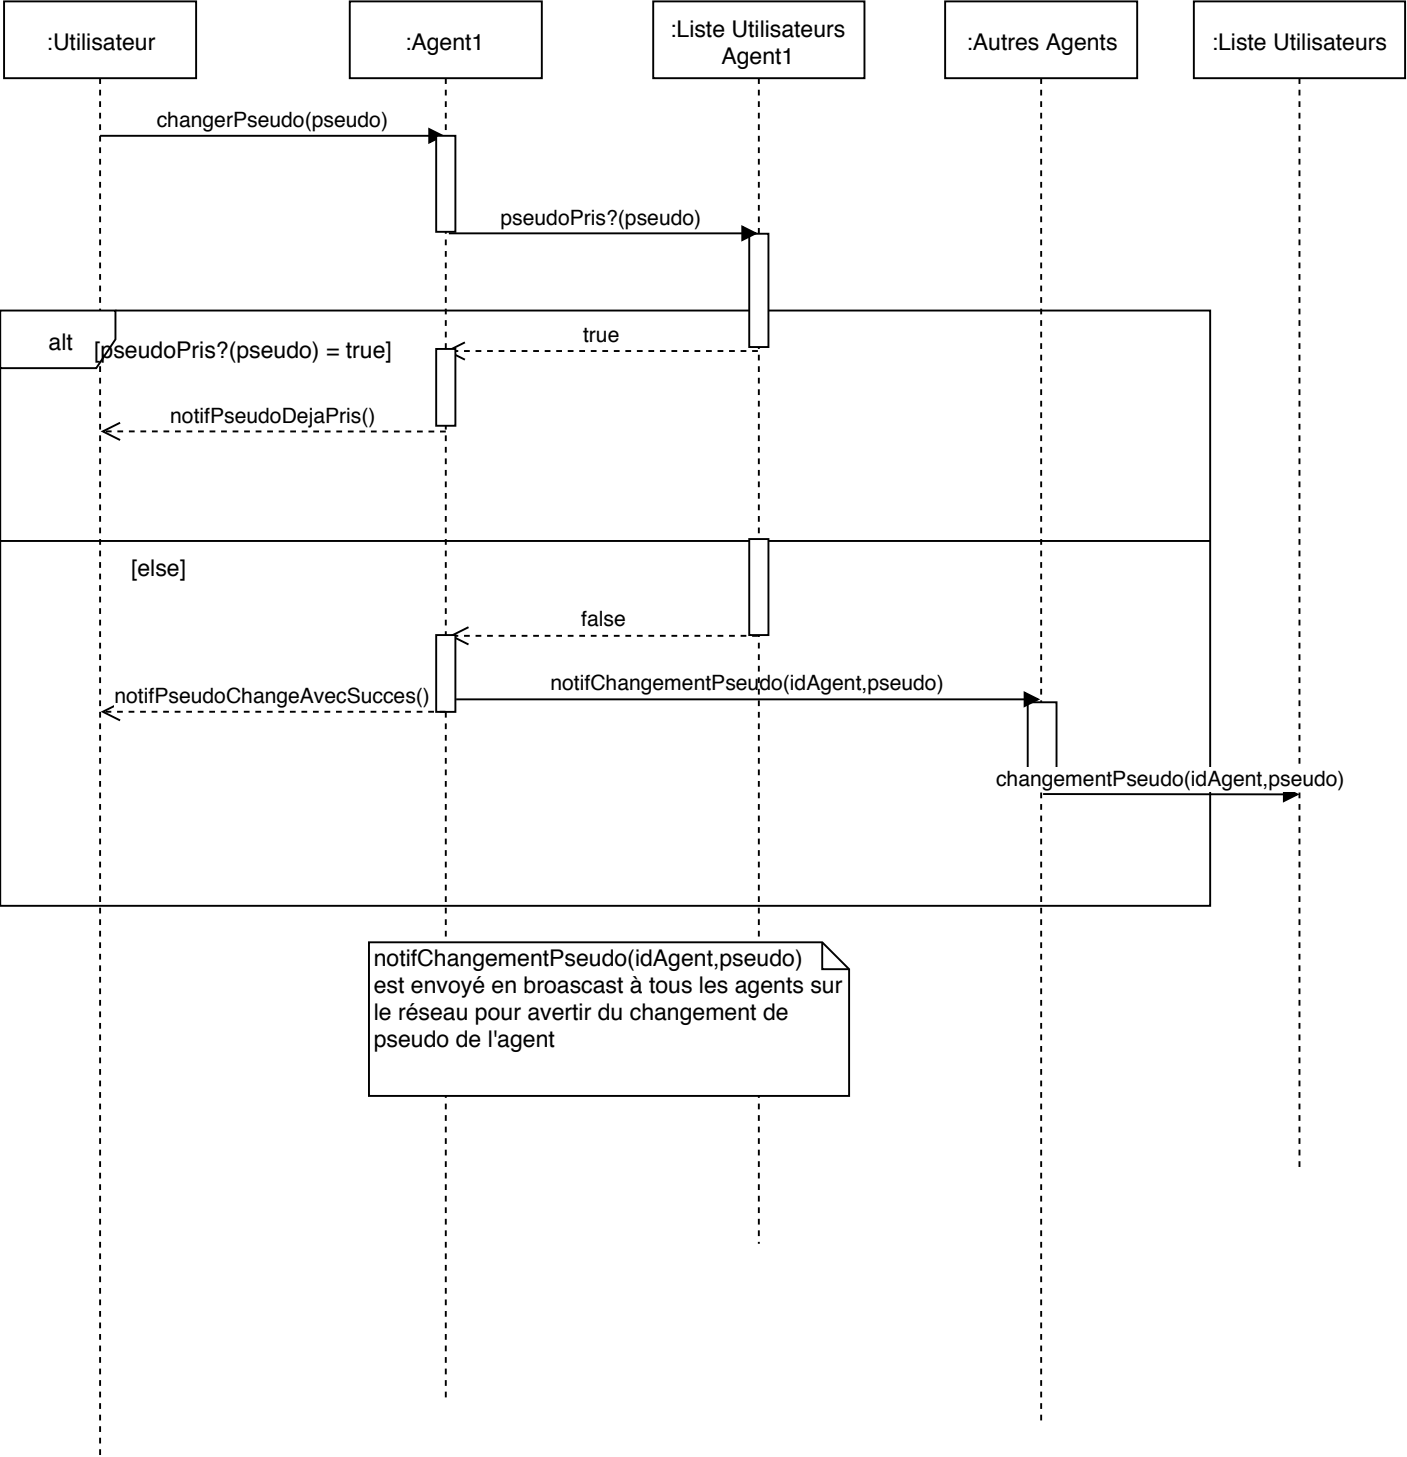 :Utilisateur
:Agent1
:Liste Utilisateurs
Agent1
:Autres Agents
:Liste Utilisateurs
changerPseudo(pseudo)
pseudoPris?(pseudo)
alt
[pseudoPris?(pseudo) = true]
true
notifPseudoDejaPris()
[else]
false
notifPseudoChangeAvecSucces()
notifChangementPseudo(idAgent,pseudo)
changementPseudo(idAgent,pseudo)
notifChangementPseudo(idAgent,pseudo)
est envoyé en broascast à tous les agents sur
le réseau pour avertir du changement de
pseudo de l'agent